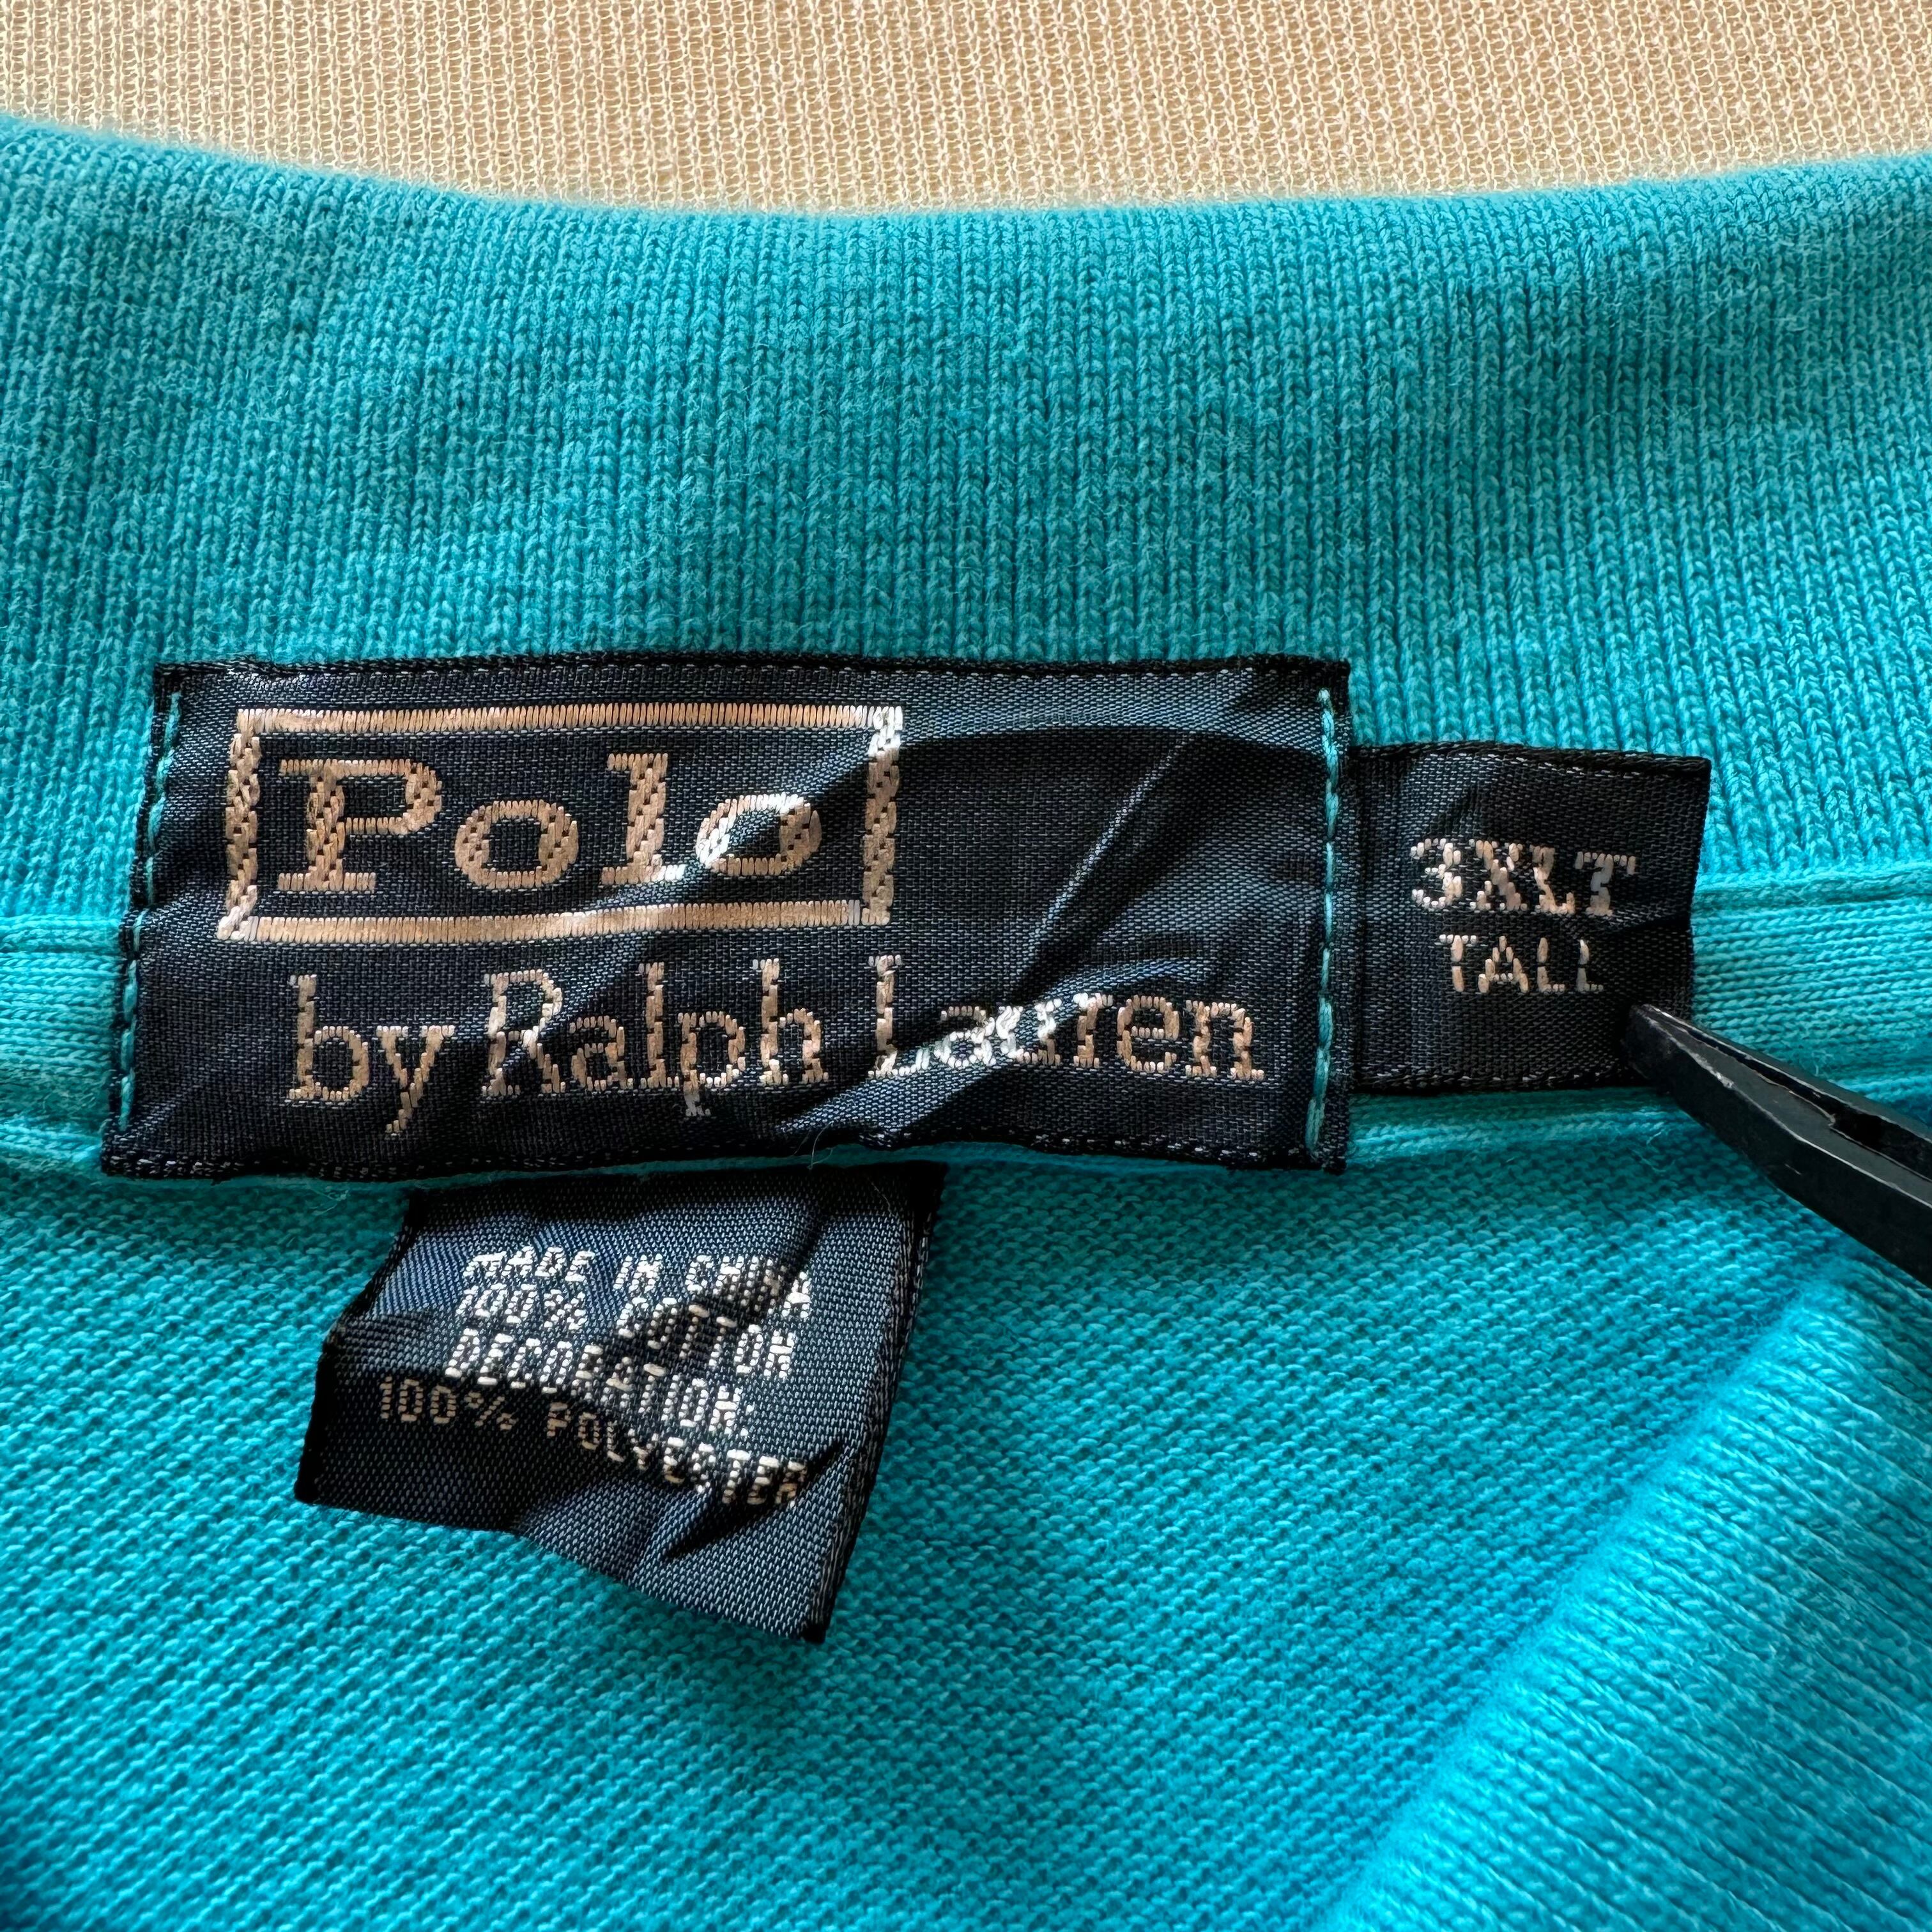 Polo
by Ralph Lauren
3XLT
TALL
MADE IN CHINA
100% COTTON
DECORATION:
100% POLYESTER